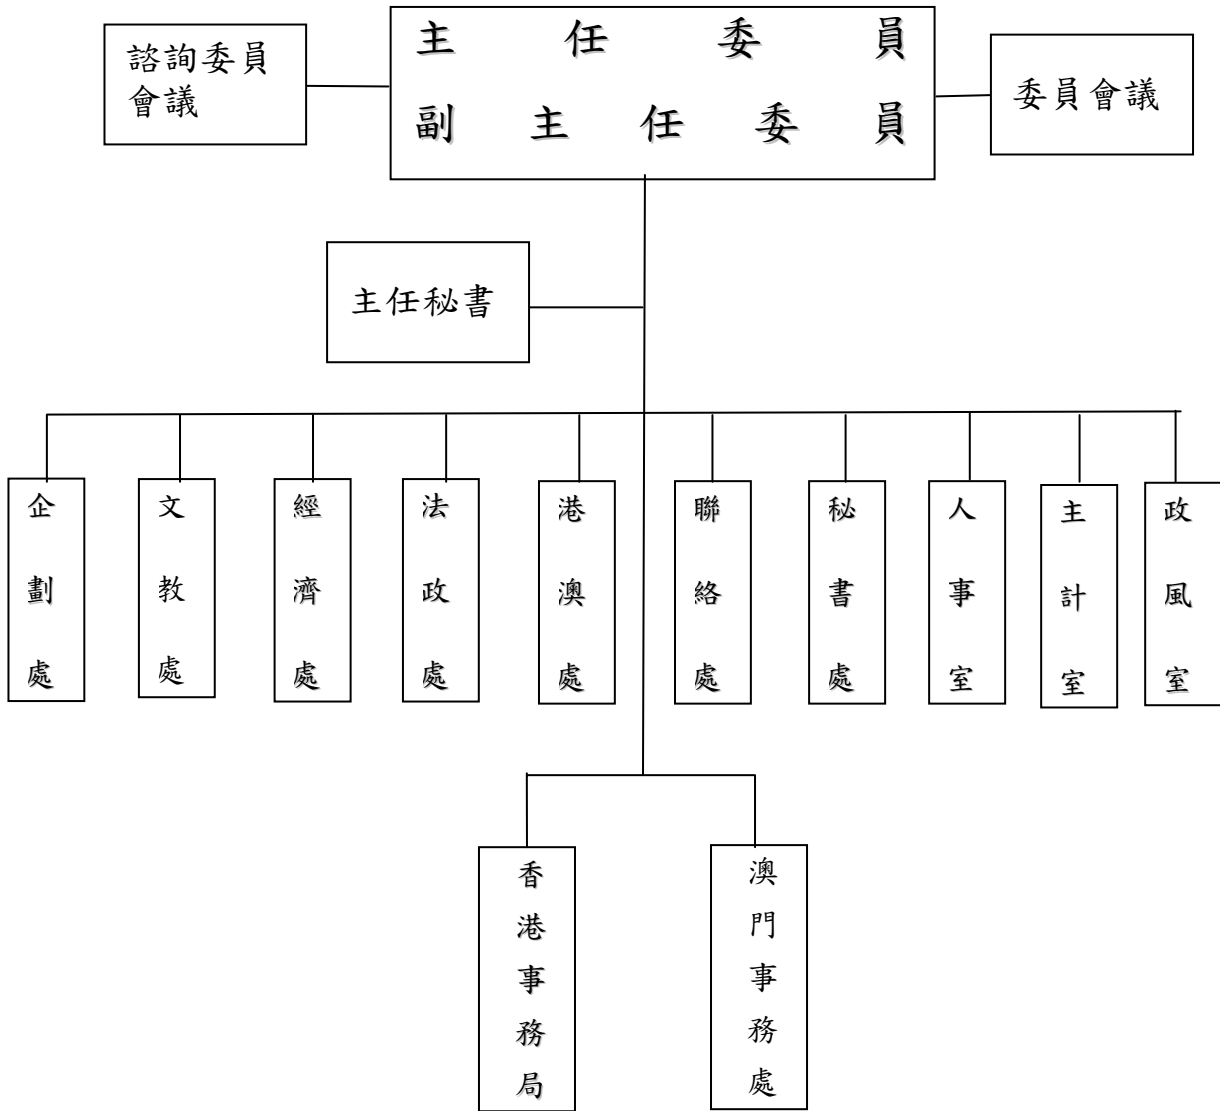 主任委員
副主任委員
諮詢委員
會議
委員會議
主任秘書
企劃處
文教處
經濟處
法政處
港澳處
聯絡處
秘書處
人事室
主計室
政風室
香港事務局
澳門事務處